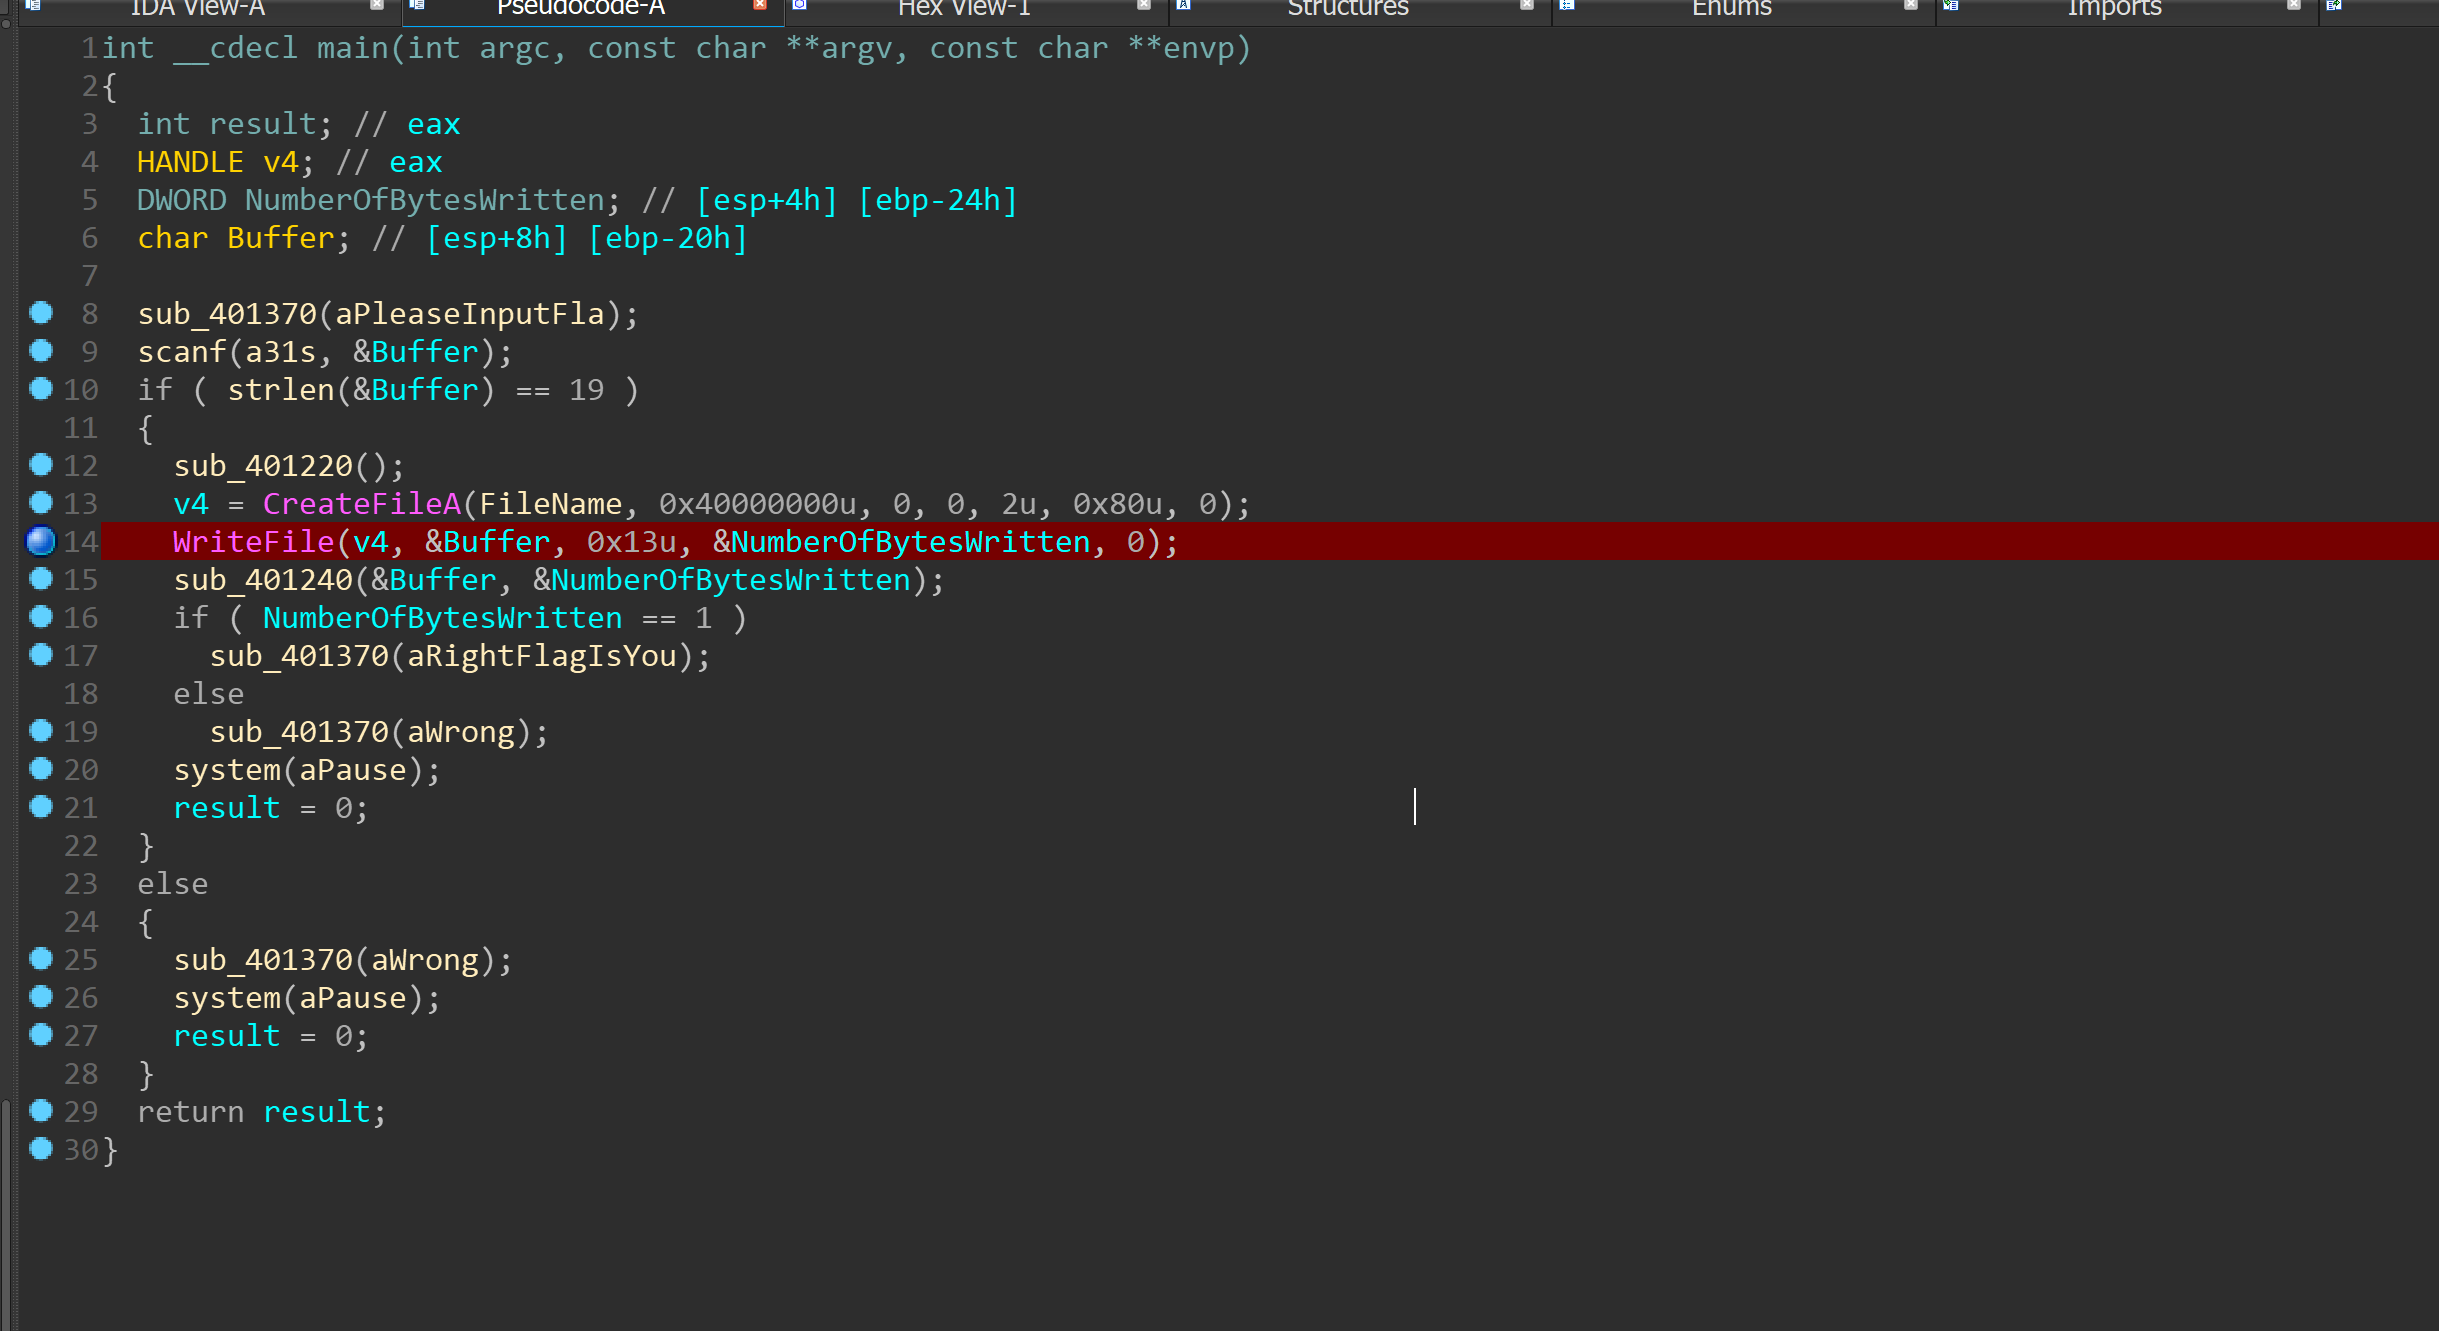 IDA View-A Pseudocode-A Hex View-1 Structures Enums Imports
1int __cdecl main(int argc, const char **argv, const char **envp)
2{
3  int result; // eax
4  HANDLE v4; // eax
5  DWORD NumberOfBytesWritten; // [esp+4h] [ebp-24h]
6  char Buffer; // [esp+8h] [ebp-20h]
7
8  sub_401370(aPleaseInputFla);
9  scanf(a31s, &Buffer);
10  if ( strlen(&Buffer) == 19 )
11  {
12    sub_401220();
13    v4 = CreateFileA(FileName, 0x40000000u, 0, 0, 2u, 0x80u, 0);
14    WriteFile(v4, &Buffer, 0x13u, &NumberOfBytesWritten, 0);
15    sub_401240(&Buffer, &NumberOfBytesWritten);
16    if ( NumberOfBytesWritten == 1 )
17      sub_401370(aRightFlagIsYou);
18    else
19      sub_401370(aWrong);
20    system(aPause);
21    result = 0;
22  }
23  else
24  {
25    sub_401370(aWrong);
26    system(aPause);
27    result = 0;
28  }
29  return result;
30}